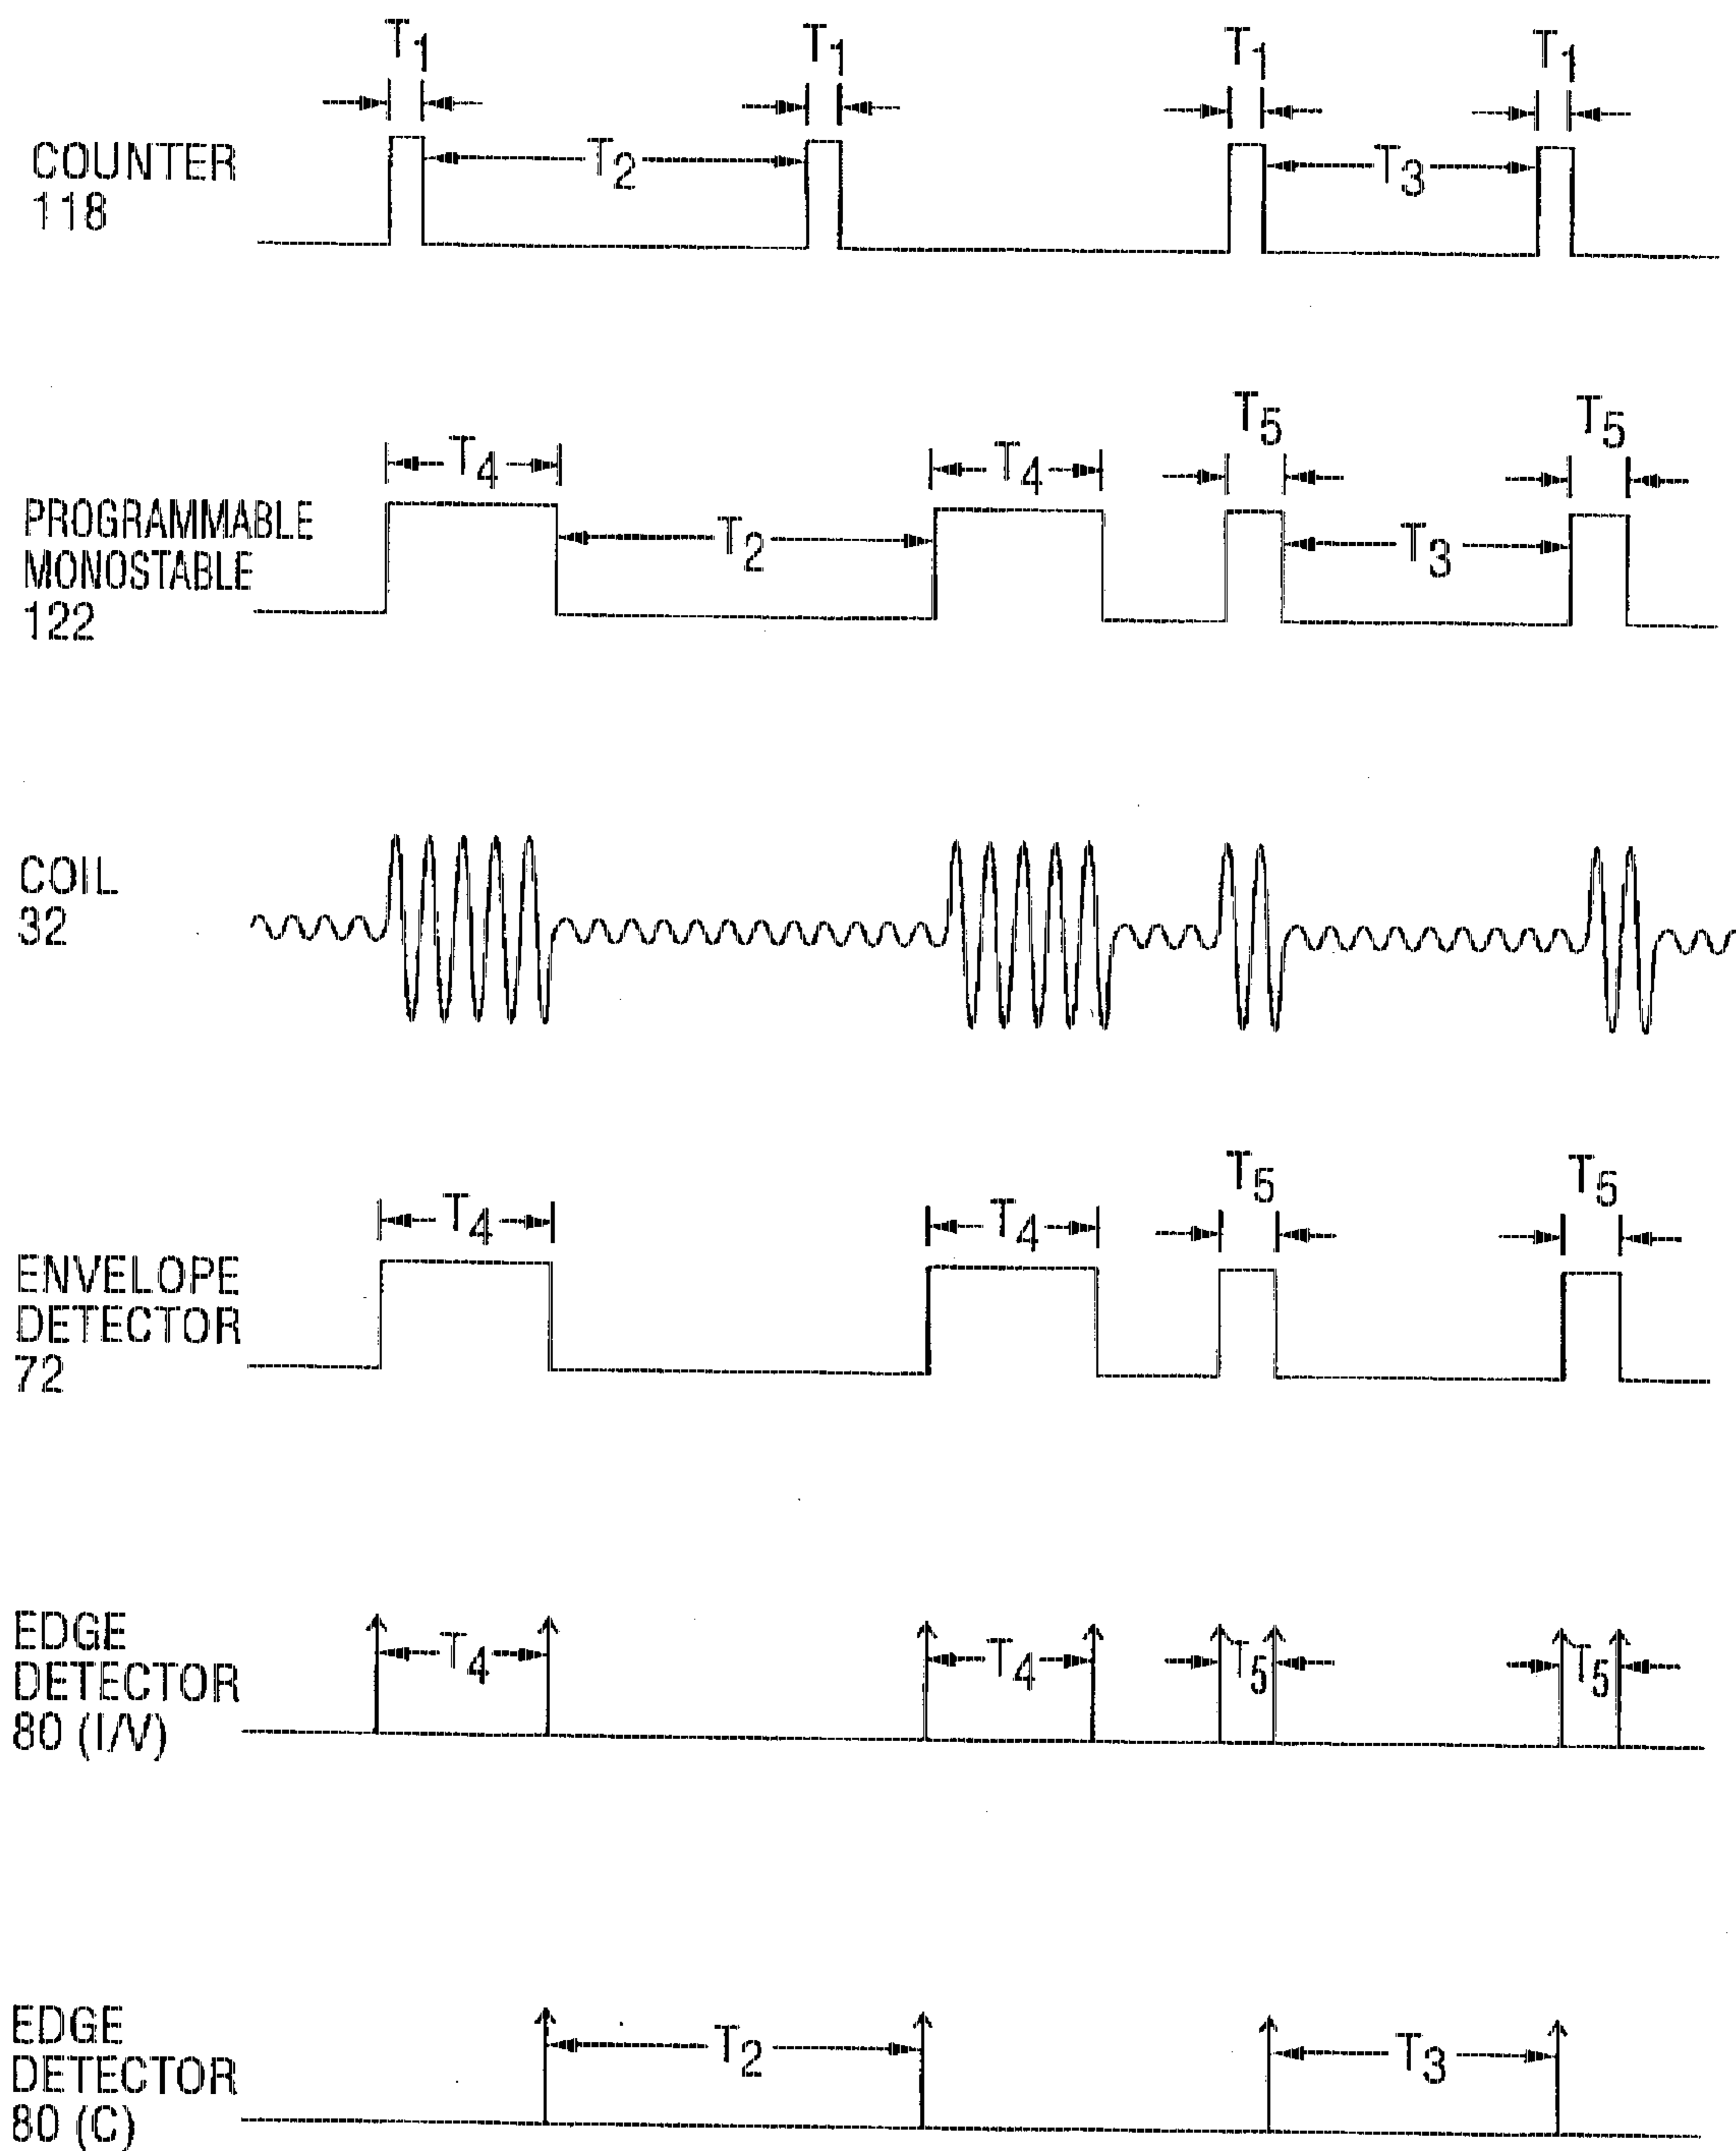 T1 T1 T1 T1
COUNTER
118
T2 T3
T4 T4 T5 T5
PROGRAMMABLE
MONOSTABLE
122
T2 T3
COIL
32
T4 T4 T5 T5
ENVELOPE
DETECTOR
72
EDGE
DETECTOR
80 (I/V)
T4 T4 T5 T5
EDGE
DETECTOR
80 (C)
T2 T3